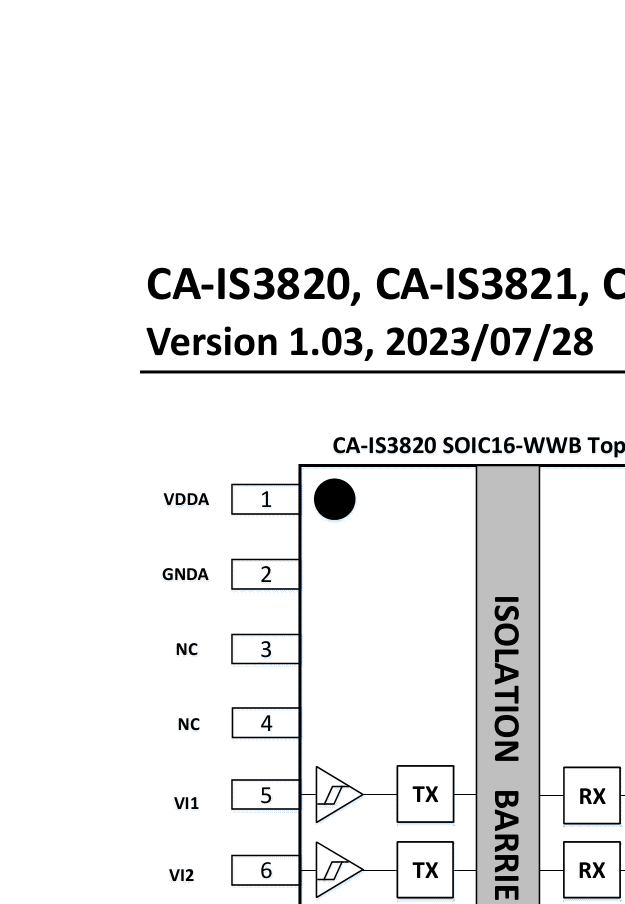 CA-IS3820, CA-IS3821, C
Version 1.03, 2023/07/28
CA-IS3820 SOIC16-WWB Top
VDDA 1
GNDA 2
NC 3
NC 4
VI1 5 TX RX
VI2 6 TX RX
ISOLATION BARRIE